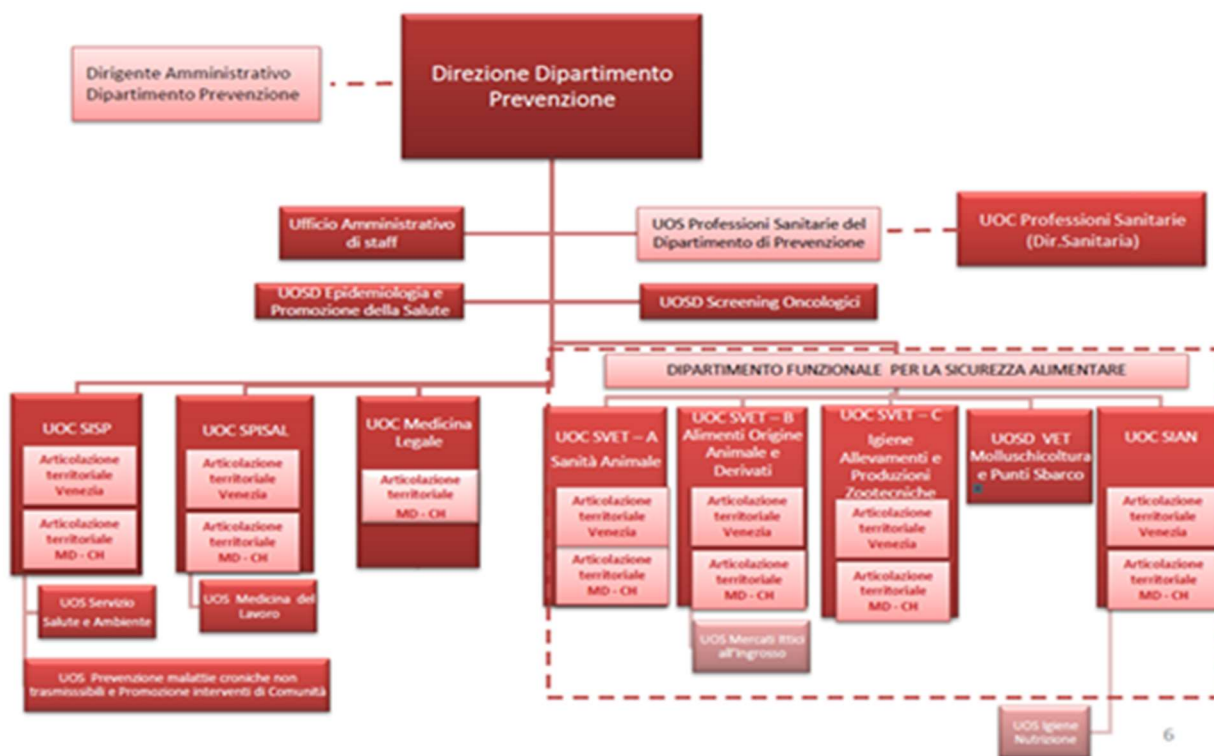 Dirigente Amministrativo
Dipartimento Prevenzione
Direzione Dipartimento
Prevenzione
Ufficio Amministrativo
di staff
UOS Professioni Sanitarie del
Dipartimento di Prevenzione
UOC Professioni Sanitarie
(Dir.Sanitaria)
UOSD Epidemiologia e
Promozione della Salute
UOSD Screening Oncologici
DIPARTIMENTO FUNZIONALE PER LA SICUREZZA ALIMENTARE
UOC SISP
Articolazione
territoriale
Venezia
Articolazione
territoriale
MD - CH
UOS Servizio
Salute e Ambiente
UOS Prevenzione malattie croniche non
trasmisssibili e Promozione interventi di Comunità
UOC SPISAL
Articolazione
territoriale
Venezia
Articolazione
territoriale
MD - CH
UOS Medicina del
Lavoro
UOC Medicina
Legale
Articolazione
territoriale
MD - CH
UOC SVET – A
Sanità Animale
Articolazione
territoriale
Venezia
Articolazione
territoriale
MD - CH
UOC SVET – B
Alimenti Origine
Animale e
Derivati
Articolazione
territoriale
Venezia
Articolazione
territoriale
MD - CH
UOS Mercati Ittici
all'Ingrosso
UOC SVET – C
Igiene
Allevamenti e
Produzioni
Zootecniche
Articolazione
territoriale
Venezia
Articolazione
territoriale
MD - CH
UOSD VET
Molluschicoltura
e Punti Sbarco
UOC SIAN
Articolazione
territoriale
Venezia
Articolazione
territoriale
MD - CH
UOS Igiene
Nutrizione
6